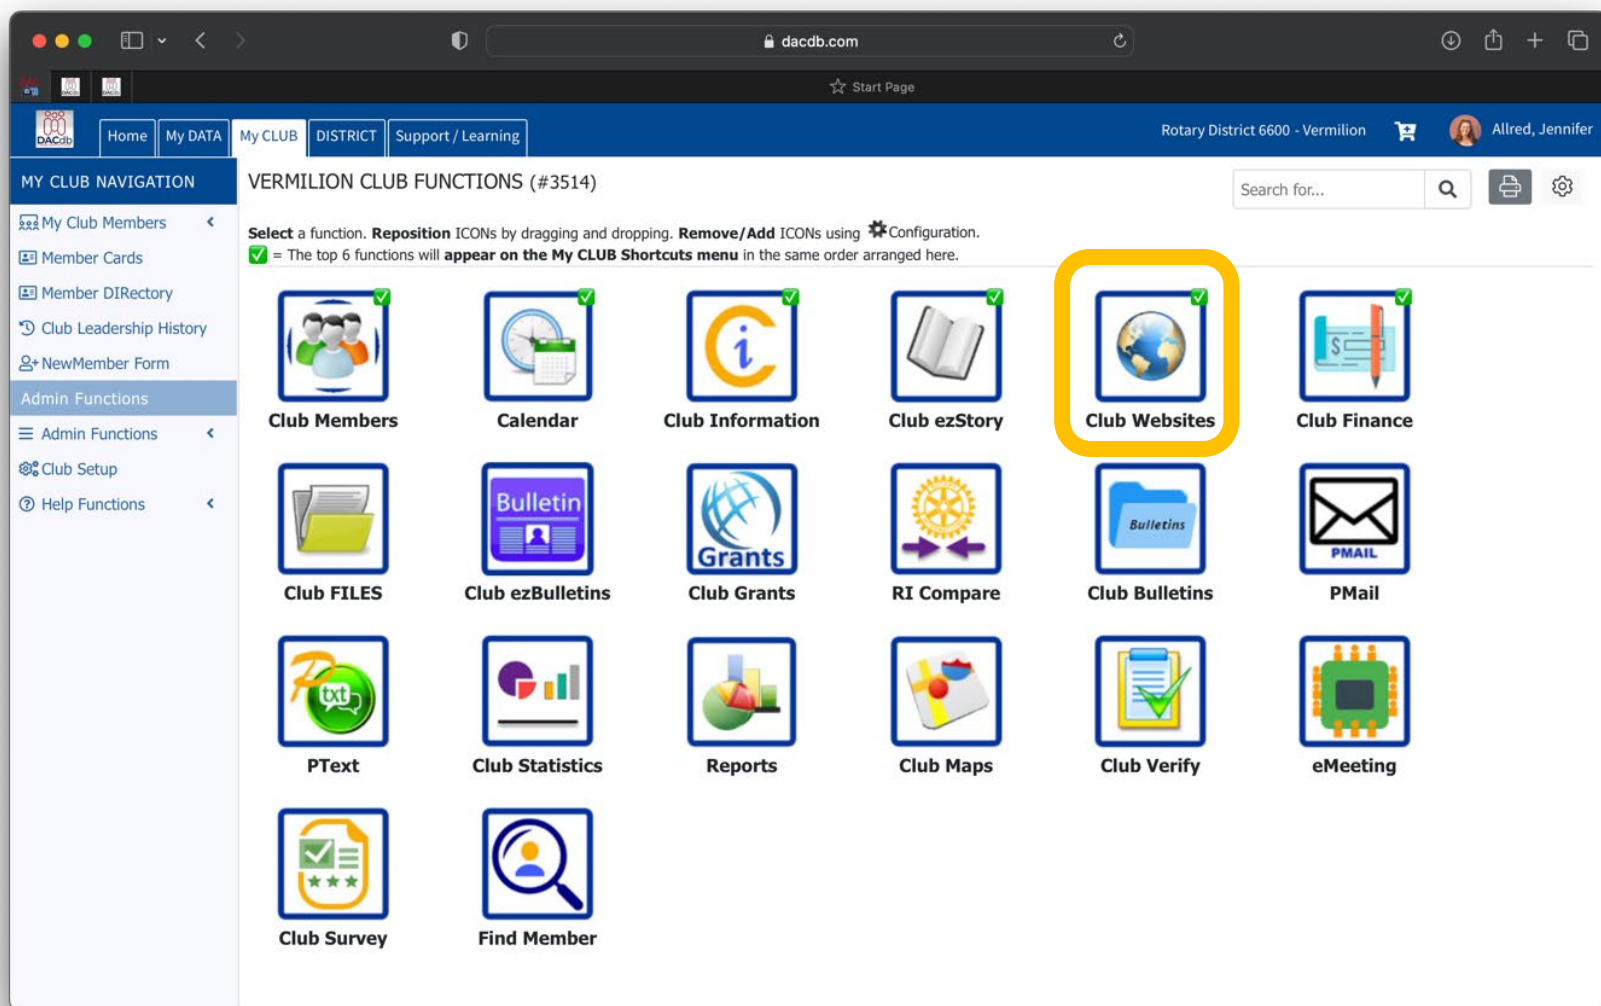 dacdb.com
Start Page
DACdb
Home
My DATA
My CLUB
DISTRICT
Support / Learning
Rotary District 6600 - Vermilion
Allred, Jennifer
MY CLUB NAVIGATION
My Club Members
Member Cards
Member DIRectory
Club Leadership History
NewMember Form
Admin Functions
Admin Functions
Club Setup
Help Functions
VERMILION CLUB FUNCTIONS (#3514)
Search for...
Select a function. Reposition ICONs by dragging and dropping. Remove/Add ICONs using Configuration.
= The top 6 functions will appear on the My CLUB Shortcuts menu in the same order arranged here.
Club Members
Calendar
Club Information
Club ezStory
Club Websites
$
Club Finance
Club FILES
Bulletin
Club ezBulletins
Grants
Club Grants
RI Compare
Bulletins
Club Bulletins
PMAIL
PMail
P txt
PText
Club Statistics
Reports
Club Maps
Club Verify
eMeeting
Club Survey
Find Member